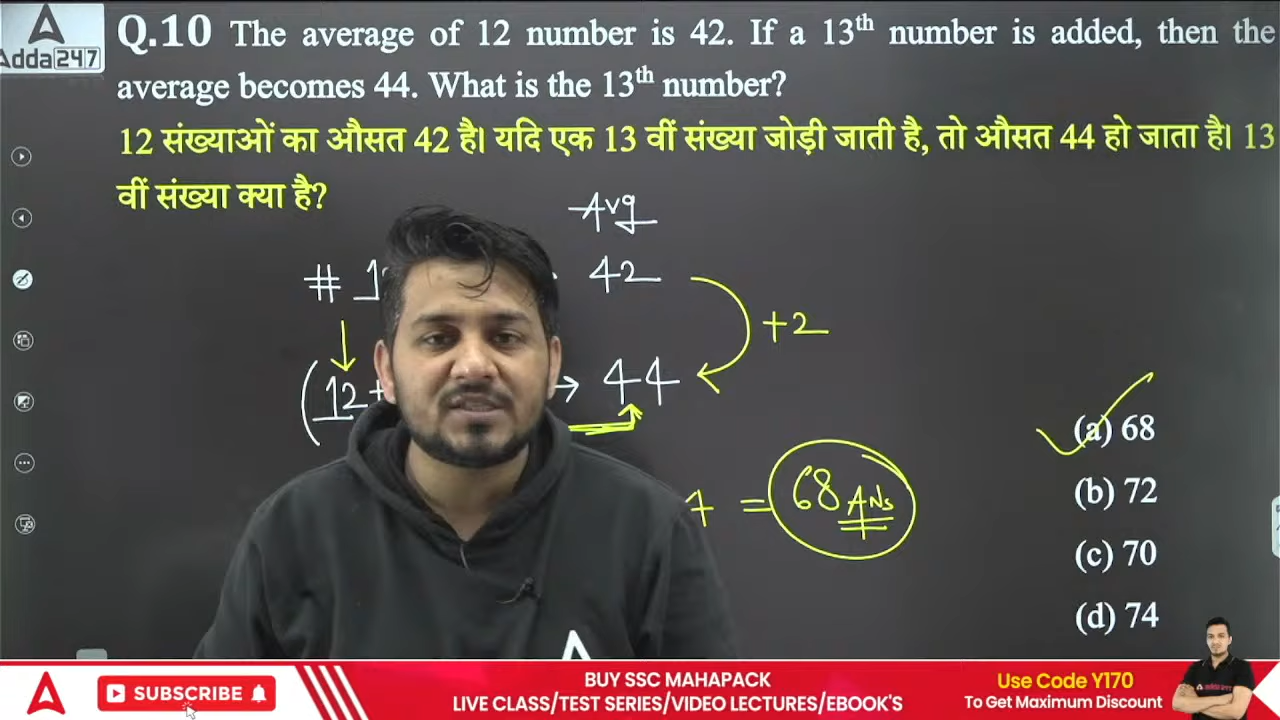 Adda 247
Q.10 The average of 12 number is 42. If a 13th number is added, then the
average becomes 44. What is the 13th number?
12 संख्याओं का औसत 42 है। यदि एक 13 वीं संख्या जोड़ी जाती है, तो औसत 44 हो जाता है। 13
वीं संख्या क्या है?
Avg
# 42
+2
(12+ → 44
= 68 Ans
(a) 68
(b) 72
(c) 70
(d) 74
SUBSCRIBE
BUY SSC MAHAPACK
LIVE CLASS/TEST SERIES/VIDEO LECTURES/EBOOK'S
Use Code Y170
To Get Maximum Discount